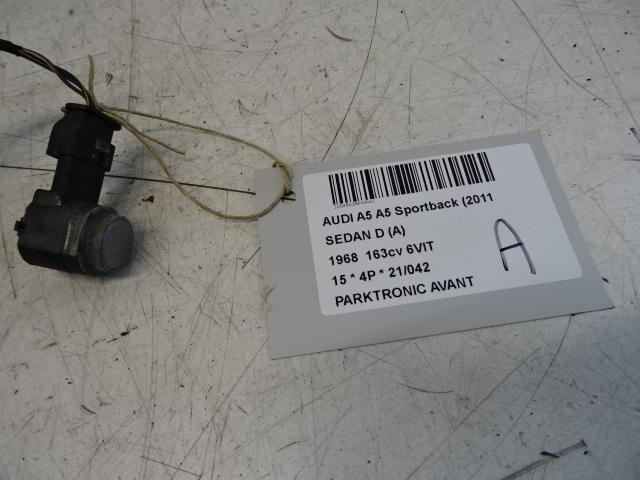 AUDI A5 A5 Sportback (2011
SEDAN D (A)
1968 163cv 6VIT
15 * 4P * 21/042
PARKTRONIC AVANT
A